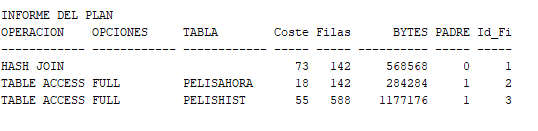 INFORME DEL PLAN
OPERACION OPCIONES TABLA Coste Filas BYTES PADRE Id_Fi
------------ ------------ ------------ ----- ----- ----------- ----- -----
HASH JOIN 73 142 568568 0 1
TABLE ACCESS FULL PELISAHORA 18 142 284284 1 2
TABLE ACCESS FULL PELISHIST 55 588 1177176 1 3